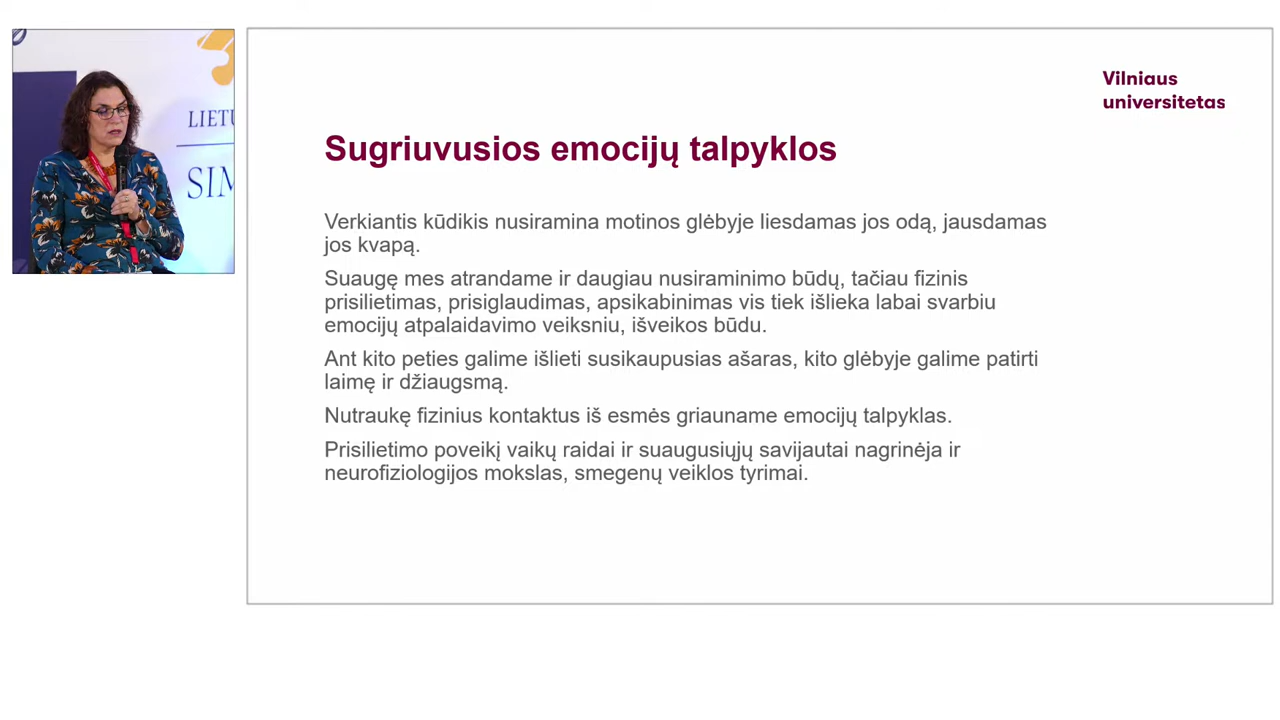 Vilniaus
universitetas
Sugriuvusios emocijų talpyklos
Verkiantis kūdikis nusiramina motinos glėbyje liesdamas jos odą, jausdamas
jos kvapą.
Suaugę mes atrandame ir daugiau nusiraminimo būdų, tačiau fizinis
prisilietimas, prisiglaudimas, apsikabinimas vis tiek išlieka labai svarbiu
emocijų atpalaidavimo veiksniu, išveikos būdu.
Ant kito peties galime išlieti susikaupusias ašaras, kito glėbyje galime patirti
laimę ir džiaugsmą.
Nutraukę fizinius kontaktus iš esmės griauname emocijų talpyklas.
Prisilietimo poveikį vaikų raidai ir suaugusiųjų savijautai nagrinėja ir
neurofiziologijos mokslas, smegenų veiklos tyrimai.